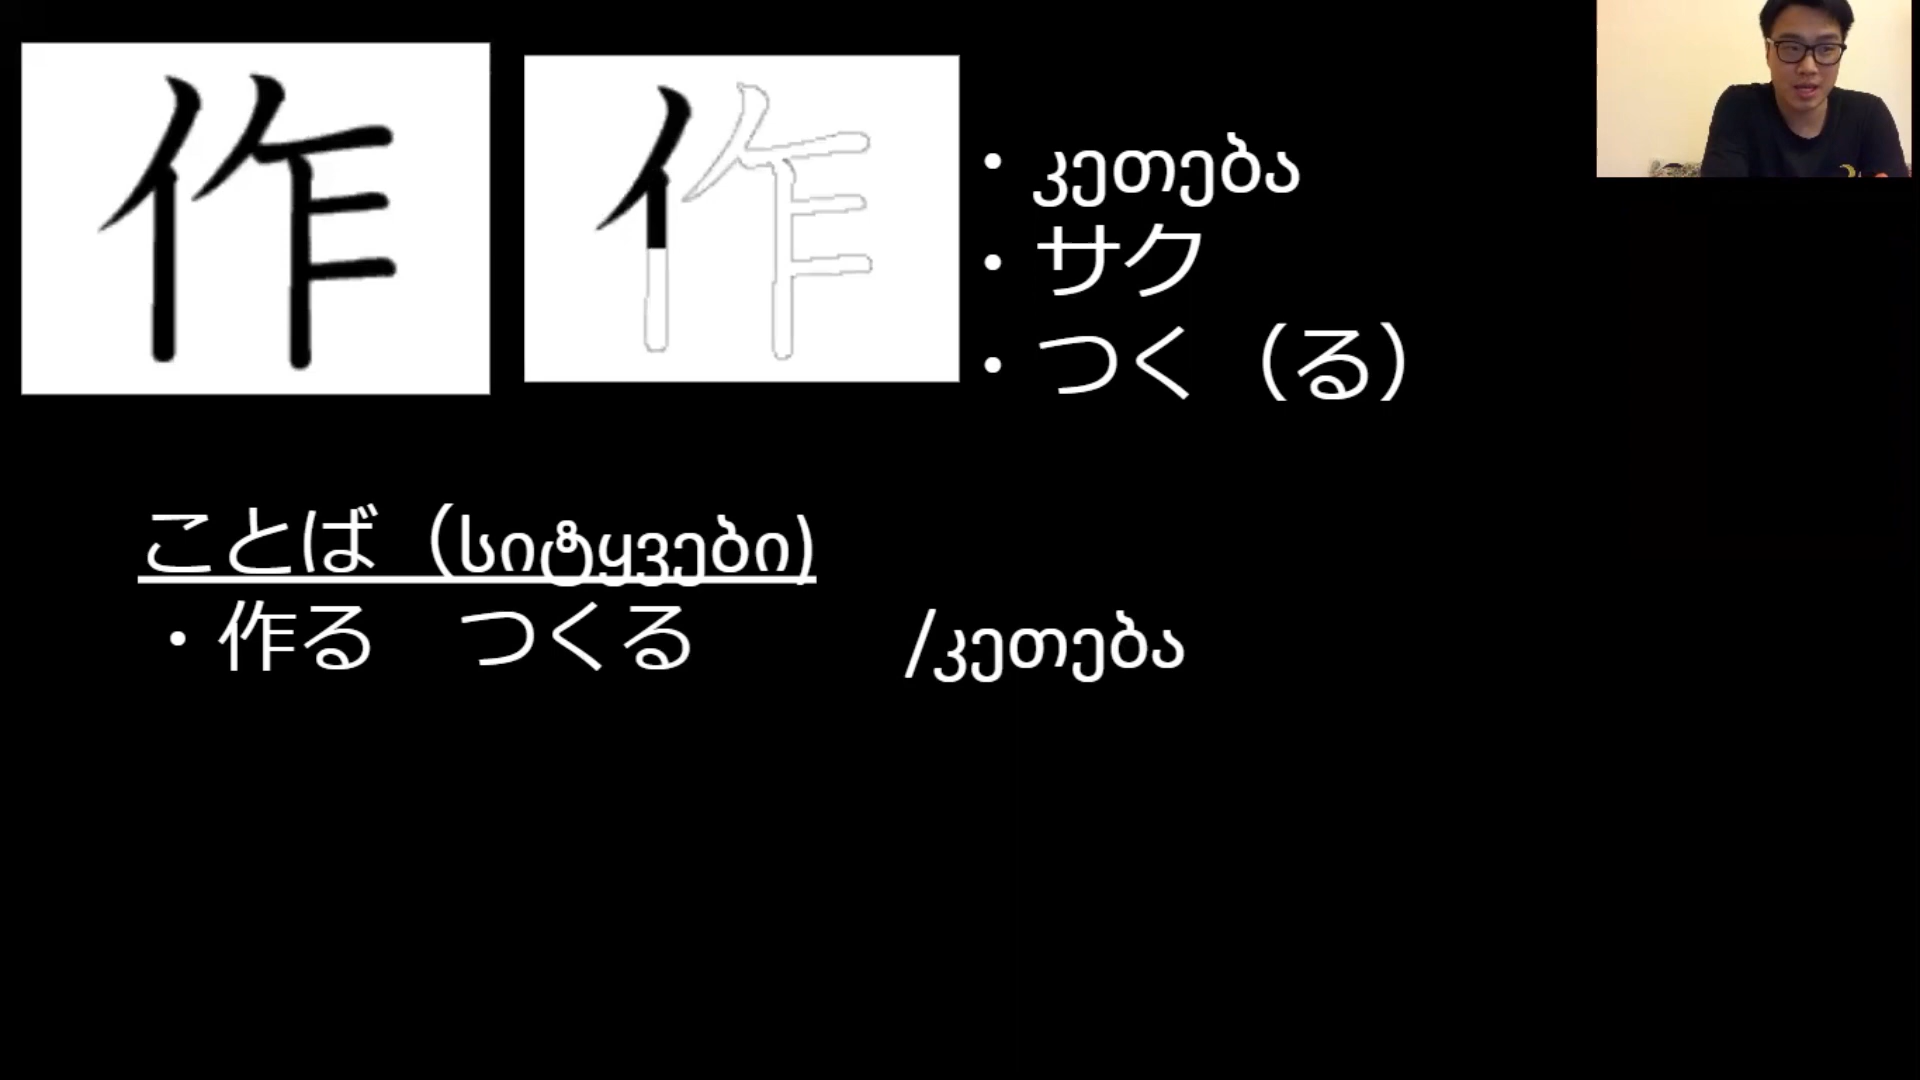 作 作
・კეთება
・サク
・つく（る）
ことば（სიტყვები)
・作る　つくる　/კეთება